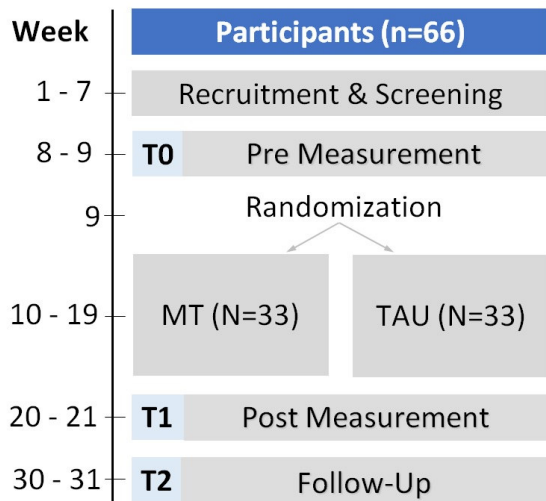 Week Participants (n=66)
1 - 7 Recruitment & Screening
8 - 9 T0 Pre Measurement
9 Randomization
10 - 19 MT (N=33) TAU (N=33)
20 - 21 T1 Post Measurement
30 - 31 T2 Follow-Up